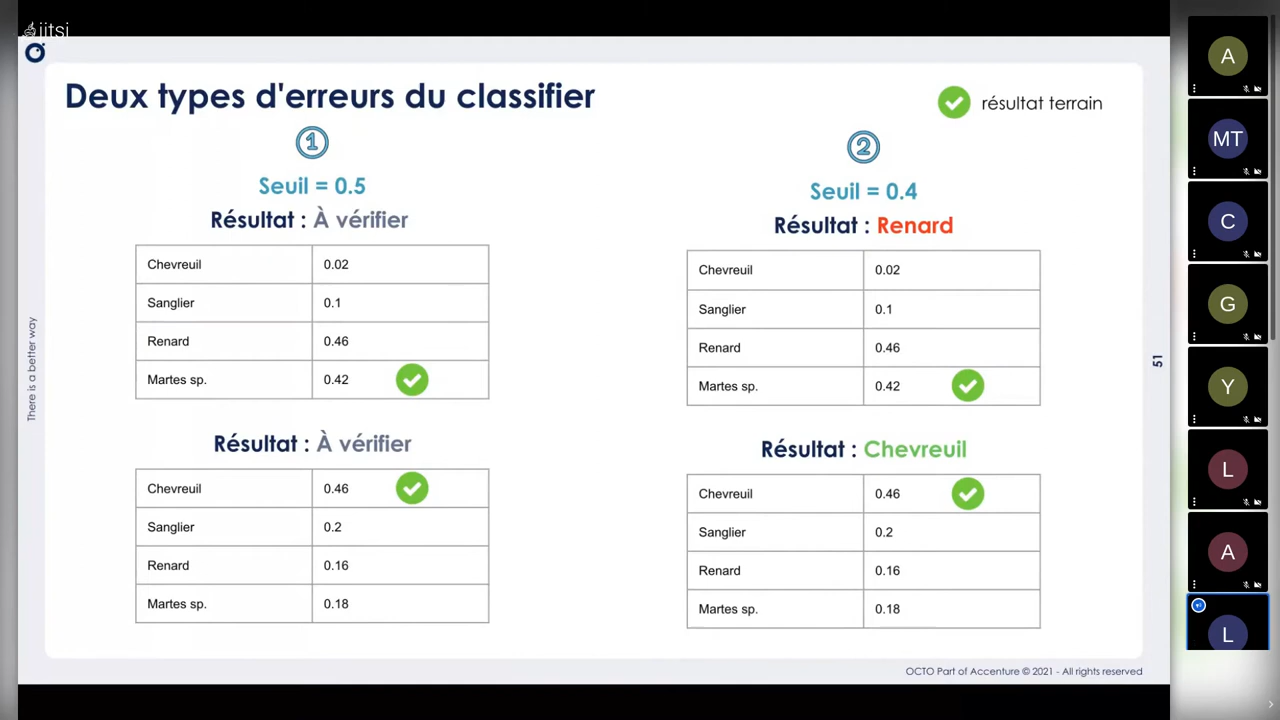 jitsi
Deux types d'erreurs du classifier
résultat terrain
1
Seuil = 0.5
Résultat : À vérifier
Chevreuil 0.02
Sanglier 0.1
Renard 0.46
Martes sp. 0.42
Résultat : À vérifier
Chevreuil 0.46
Sanglier 0.2
Renard 0.16
Martes sp. 0.18
2
Seuil = 0.4
Résultat : Renard
Chevreuil 0.02
Sanglier 0.1
Renard 0.46
Martes sp. 0.42
Résultat : Chevreuil
Chevreuil 0.46
Sanglier 0.2
Renard 0.16
Martes sp. 0.18
There is a better way
51
OCTO Part of Accenture © 2021 - All rights reserved
A
MT
C
G
Y
L
A
L